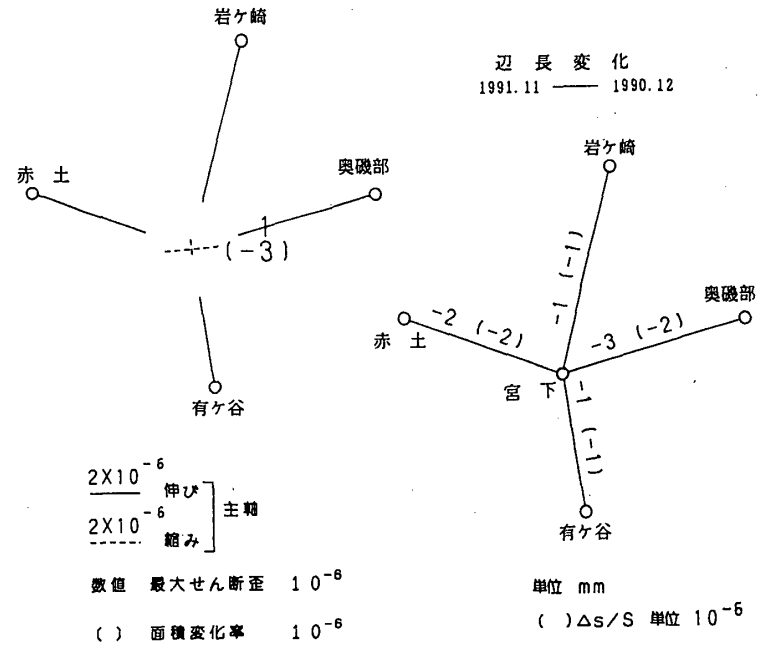 岩ケ崎
赤 土
奥磯部
1
(-3)
有ケ谷
2X10⁻⁶ 伸び
2X10⁻⁶ 縮み
主軸
数値 最大せん断歪 10⁻⁶
( ) 面積変化率 10⁻⁶
辺 長 変 化
1991.11 —— 1990.12
岩ケ崎
-1 (-1)
奥磯部
-2 (-2)
-3 (-2)
赤 土
宮 下
-1 (-1)
有ケ谷
単位 mm
( )△s/S 単位 10⁻⁶